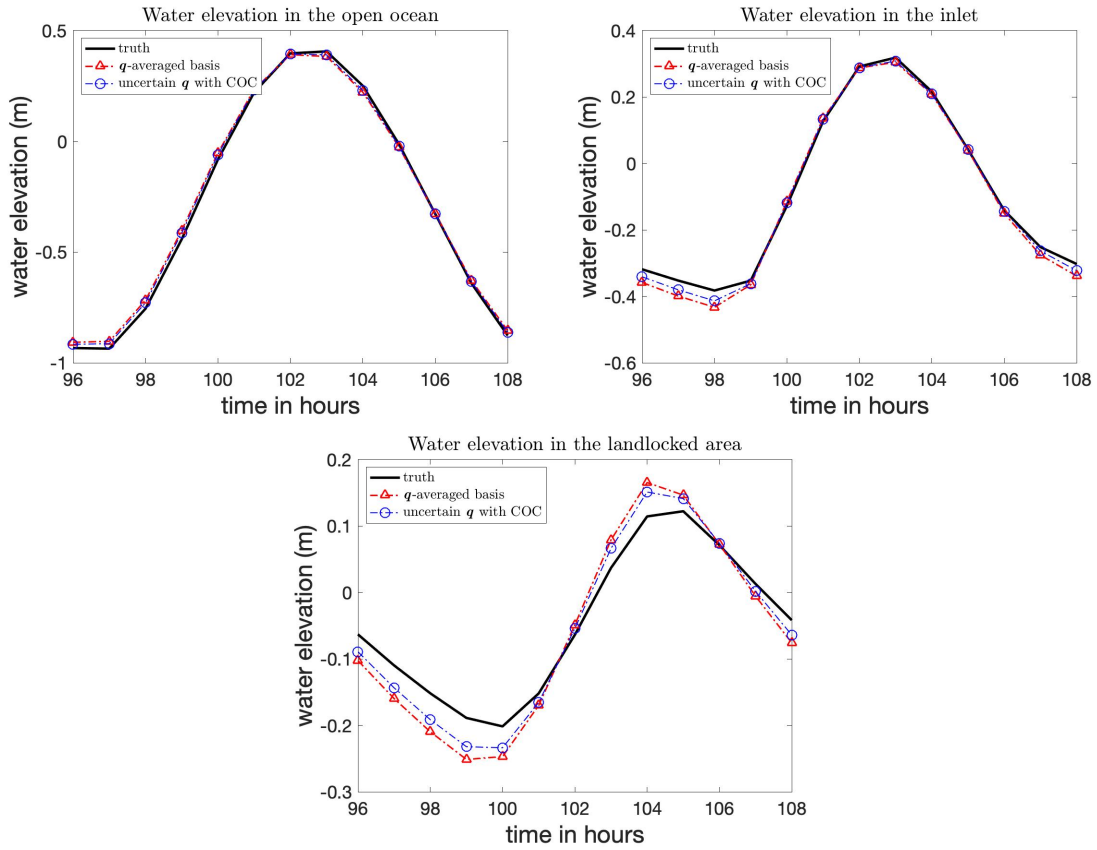 Water elevation in the open ocean
water elevation (m)
0.5
0
-0.5
-1
truth
q-averaged basis
uncertain q with COC
96 98 100 102 104 106 108
time in hours
Water elevation in the inlet
water elevation (m)
0.4
0.2
0
-0.2
-0.4
-0.6
truth
q-averaged basis
uncertain q with COC
96 98 100 102 104 106 108
time in hours
Water elevation in the landlocked area
water elevation (m)
0.2
0.1
0
-0.1
-0.2
-0.3
truth
q-averaged basis
uncertain q with COC
96 98 100 102 104 106 108
time in hours